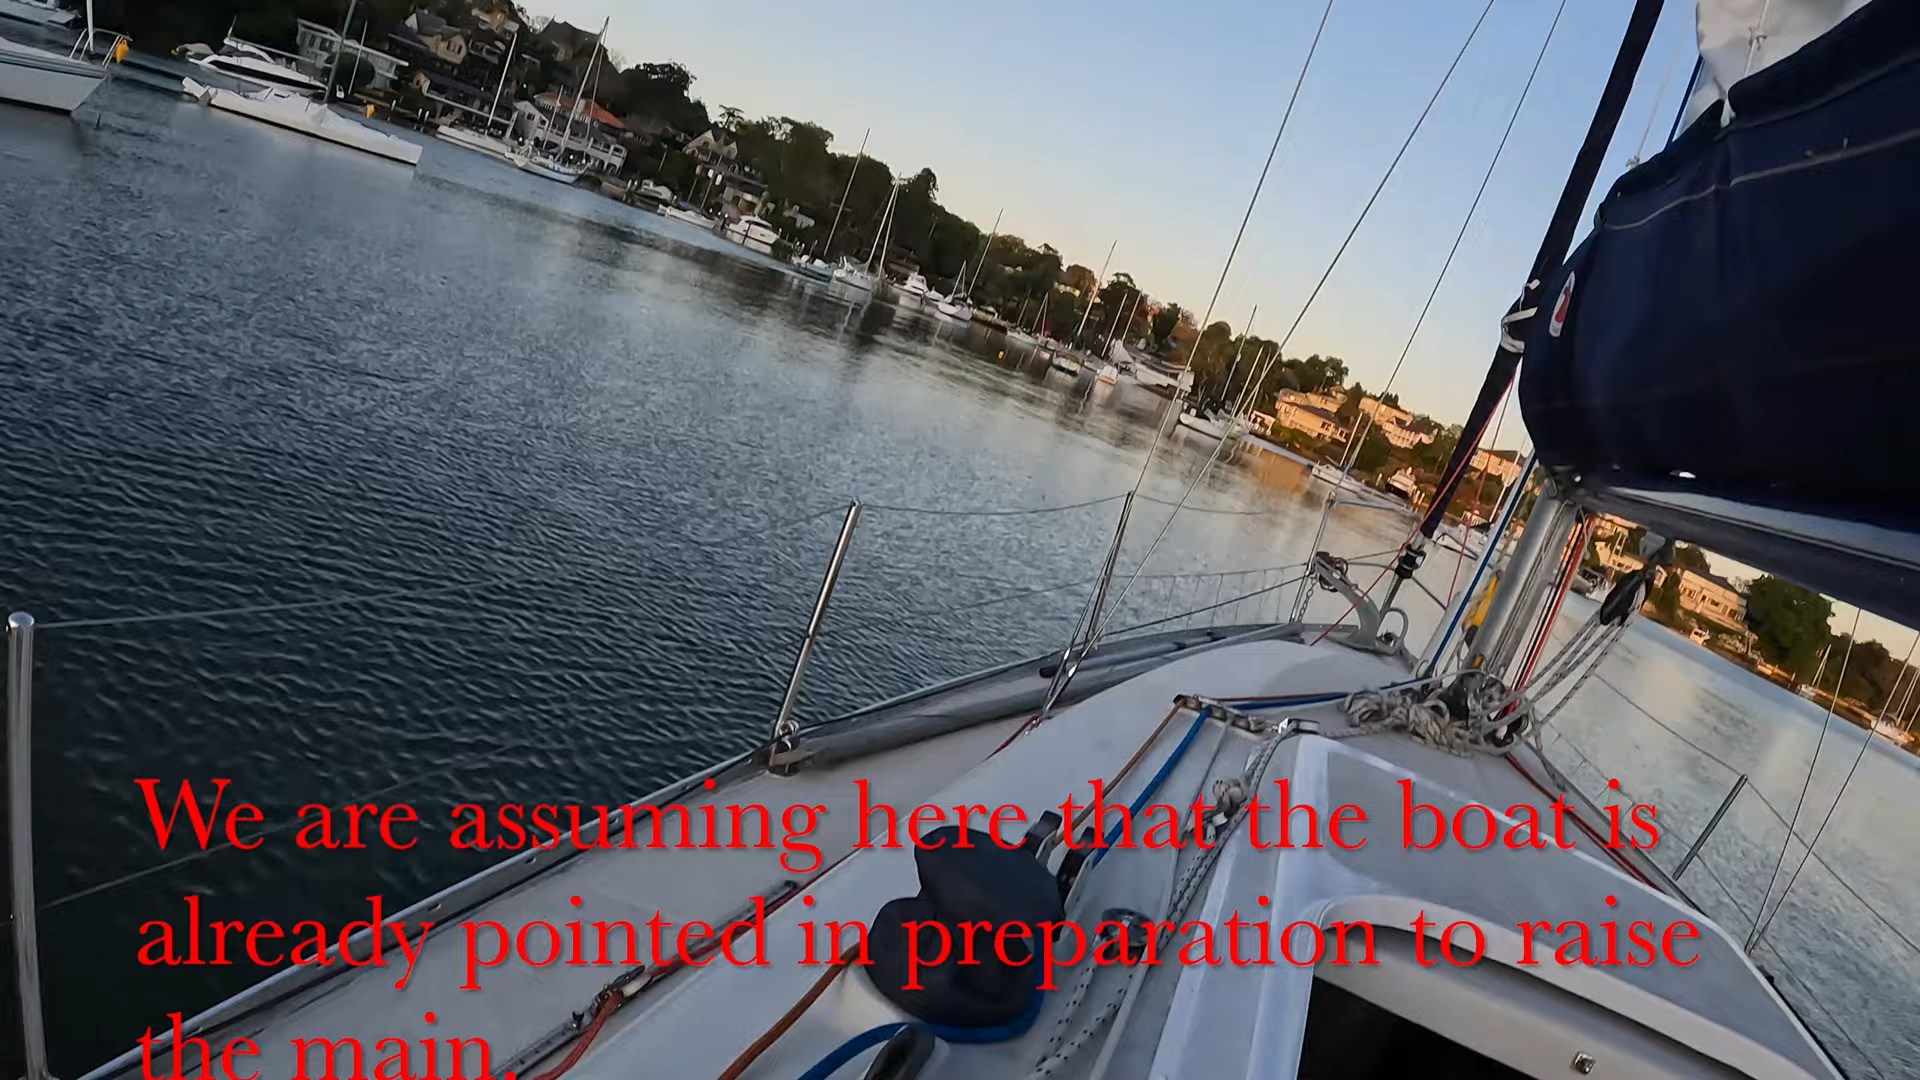 We are assuming here that the boat is
already pointed in preparation to raise
the main.